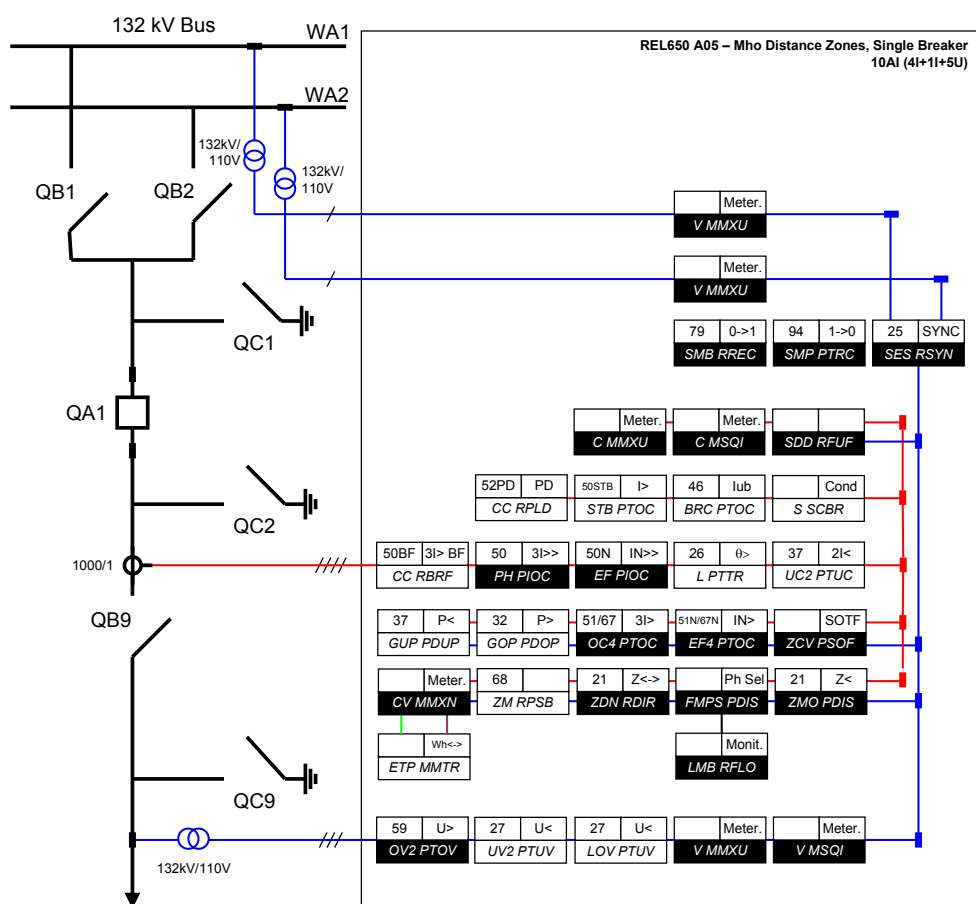 132 kV Bus
WA1
REL650 A05 – Mho Distance Zones, Single Breaker
10AI (4I+1I+5U)
WA2
132kV/
110V
132kV/
110V
QB1
QB2
Meter.
V MMXU
Meter.
V MMXU
79 0->1
SMB RREC
94 1->0
SMP PTRC
25 SYNC
SES RSYN
QC1
QA1
Meter.
C MMXU
Meter.
C MSQI
SDD RFUF
52PD PD
CC RPLD
50STB I>
STB PTOC
46 Iub
BRC PTOC
Cond
S SCBR
QC2
1000/1
50BF 3I> BF
CC RBRF
50 3I>>
PH PIOC
50N IN>>
EF PIOC
26 θ>
L PTTR
37 2I<
UC2 PTUC
QB9
37 P<
GUP PDUP
32 P>
GOP PDOP
51/67 3I>
OC4 PTOC
51N/67N IN>
EF4 PTOC
SOTF
ZCV PSOF
Meter.
CV MMXN
68
ZM RPSB
21 Z<->
ZDN RDIR
Ph Sel
FMPS PDIS
21 Z<
ZMO PDIS
Wh<->
ETP MMTR
Monit.
LMB RFLO
QC9
132kV/110V
59 U>
OV2 PTOV
27 U<
UV2 PTUV
27 U<
LOV PTUV
Meter.
V MMXU
Meter.
V MSQI